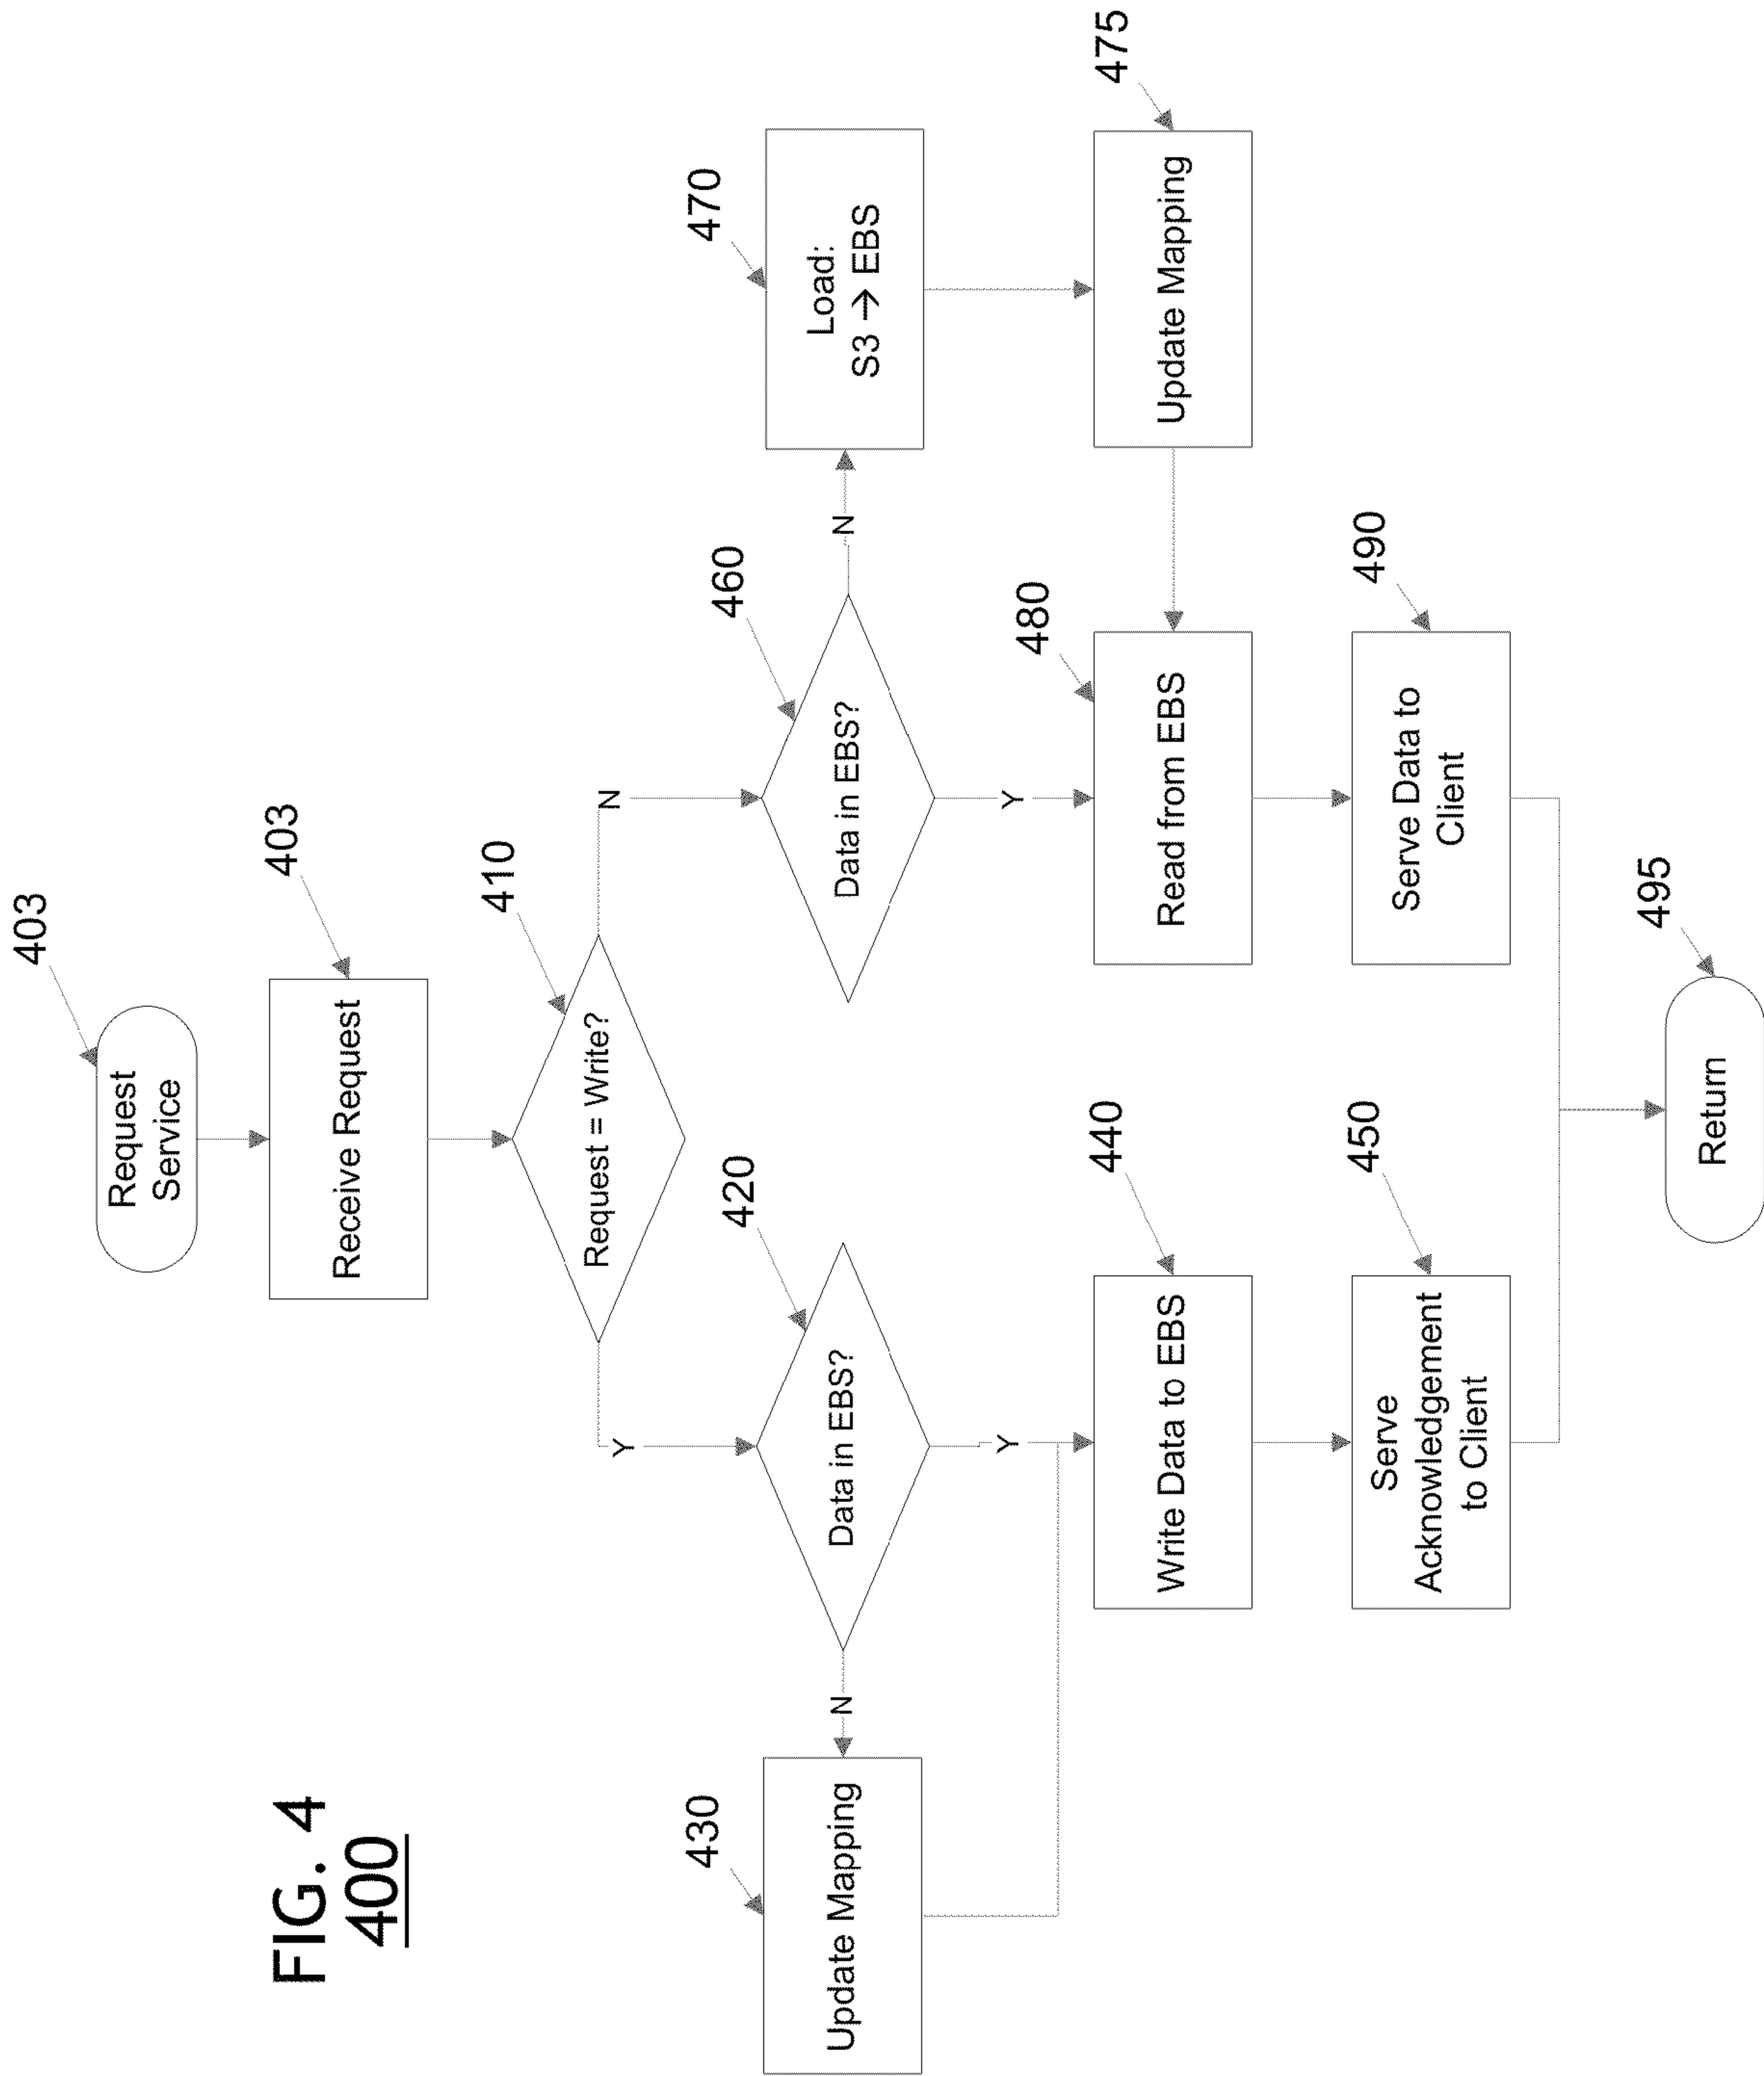 FIG. 4
400
403
Request
Service
403
Receive Request
410
Request = Write?
Y
N
420
Data in EBS?
N
Y
430
Update Mapping
440
Write Data to EBS
450
Serve
Acknowledgement
to Client
460
Data in EBS?
N
Y
470
Load:
S3 → EBS
475
Update Mapping
480
Read from EBS
490
Serve Data to
Client
495
Return